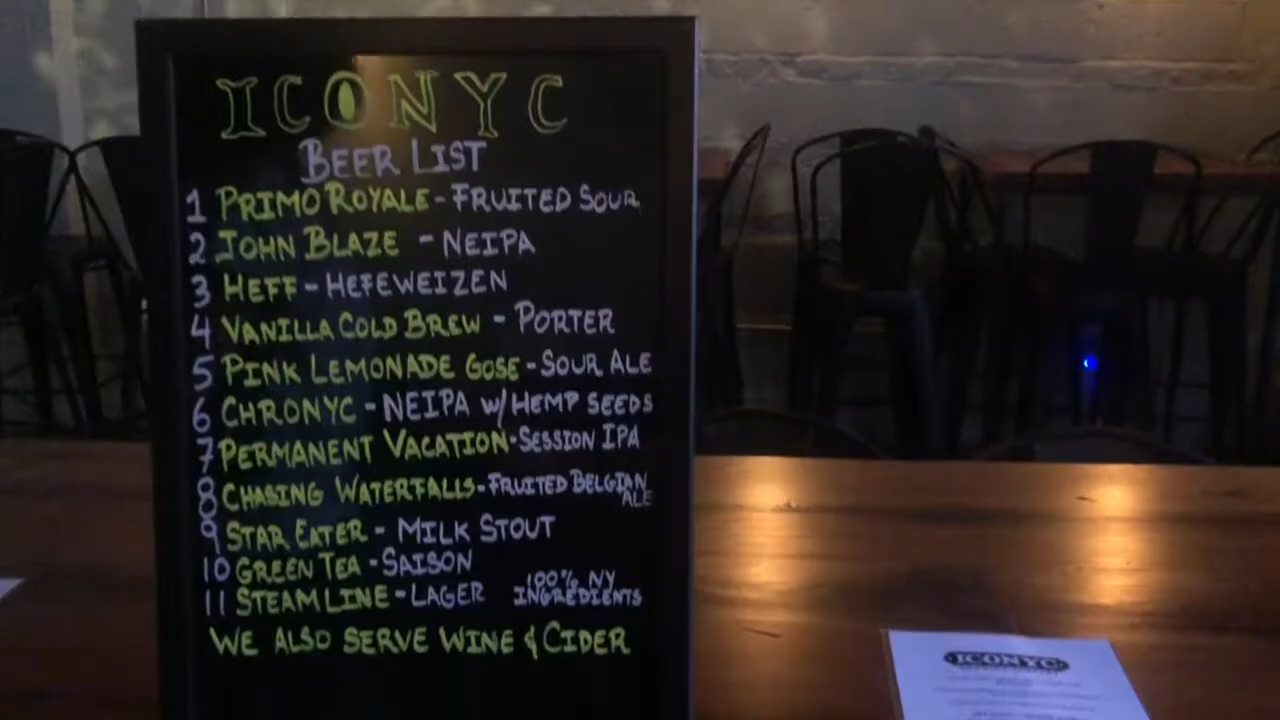 ICONYC
BEER LIST
1 PRIMO ROYALE - FRUITED SOUR
2 JOHN BLAZE - NEIPA
3 HEFF - HEFEWEIZEN
4 VANILLA COLD BREW - PORTER
5 PINK LEMONADE GOSE - SOUR ALE
6 CHRONYC - NEIPA W/ HEMP SEEDS
7 PERMANENT VACATION - SESSION IPA
8 CHASING WATERFALLS - FRUITED BELGIAN
ALE
9 STAR EATER - MILK STOUT
10 GREEN TEA - SAISON
11 STEAM LINE - LAGER 100% NY
INGREDIENTS
WE ALSO SERVE WINE & CIDER
ICONYC